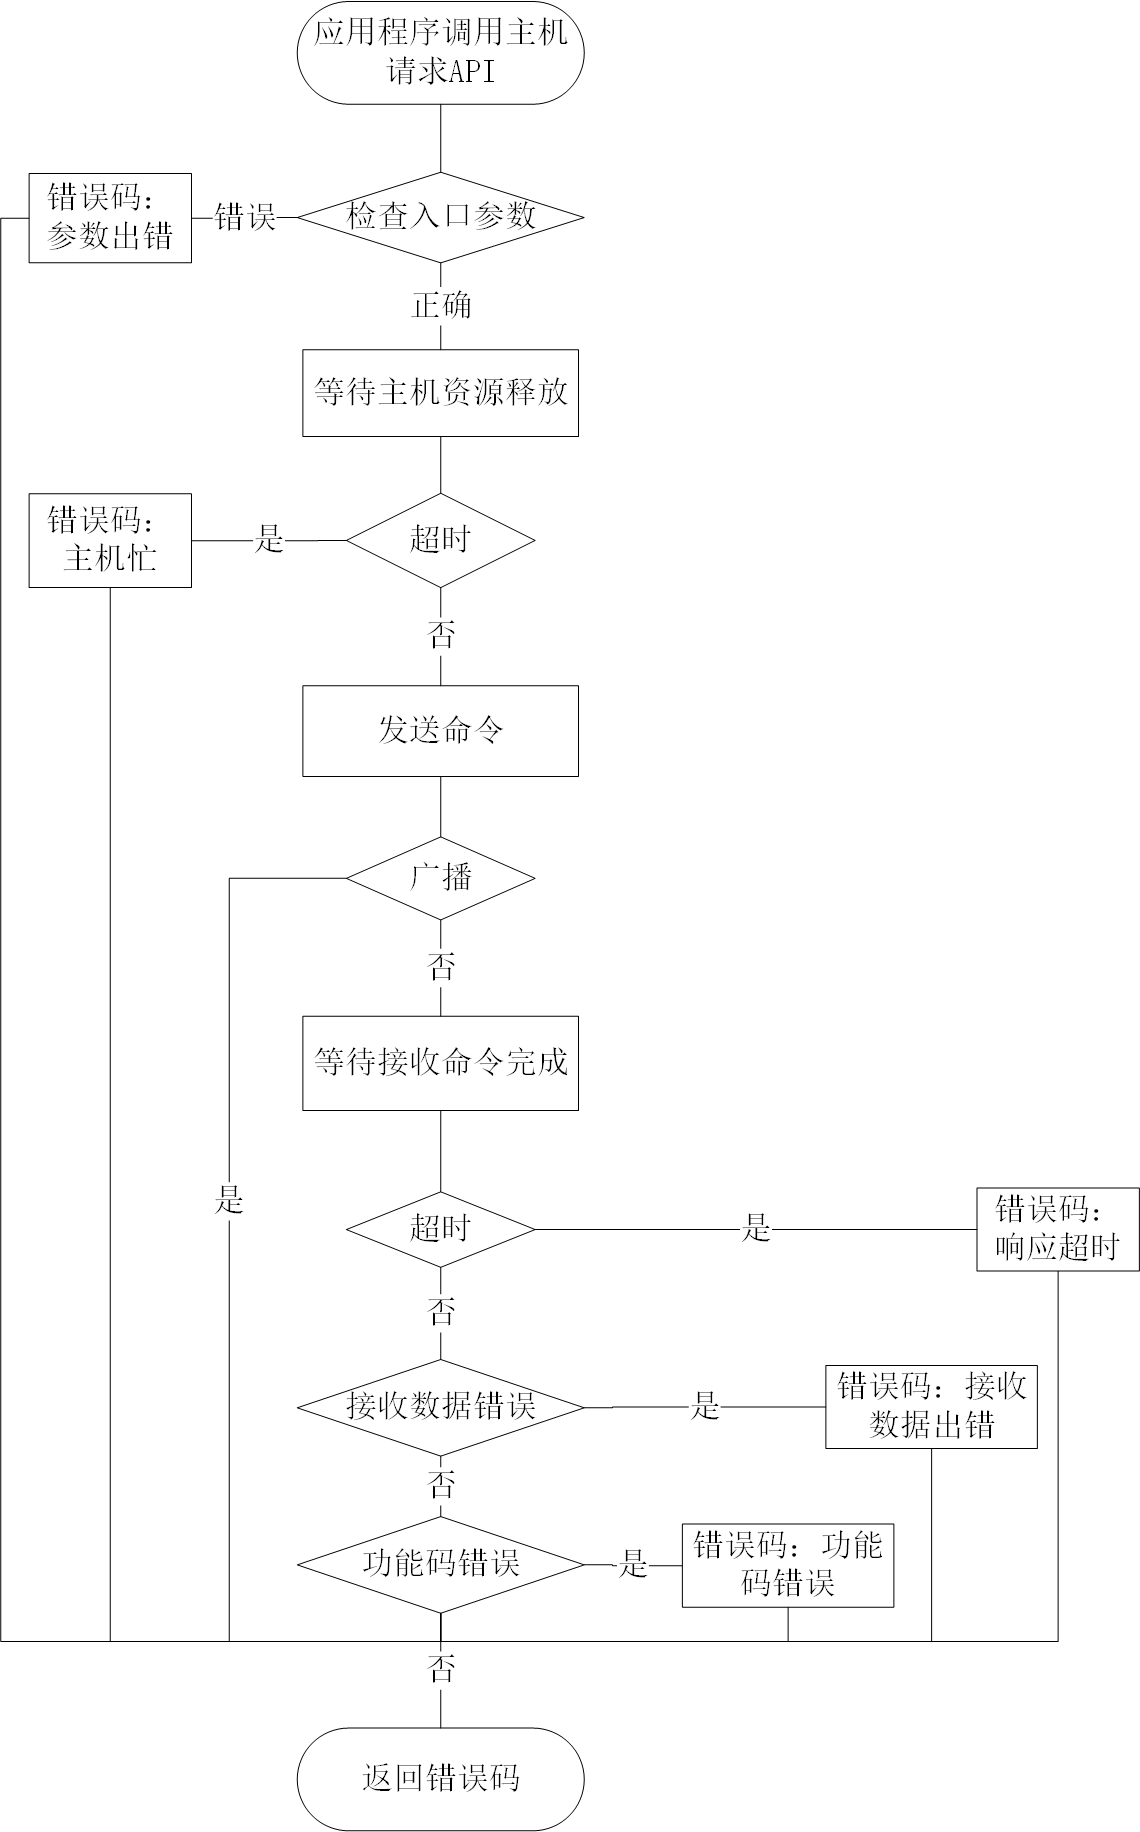 应用程序调用主机
请求API
错误码：
参数出错
错误
检查入口参数
正确
等待主机资源释放
错误码：
主机忙
是
超时
否
发送命令
广播
否
等待接收命令完成
是
超时
是
错误码：
响应超时
否
接收数据错误
是
错误码：接收
数据出错
否
功能码错误
是
错误码：功能
码错误
否
返回错误码